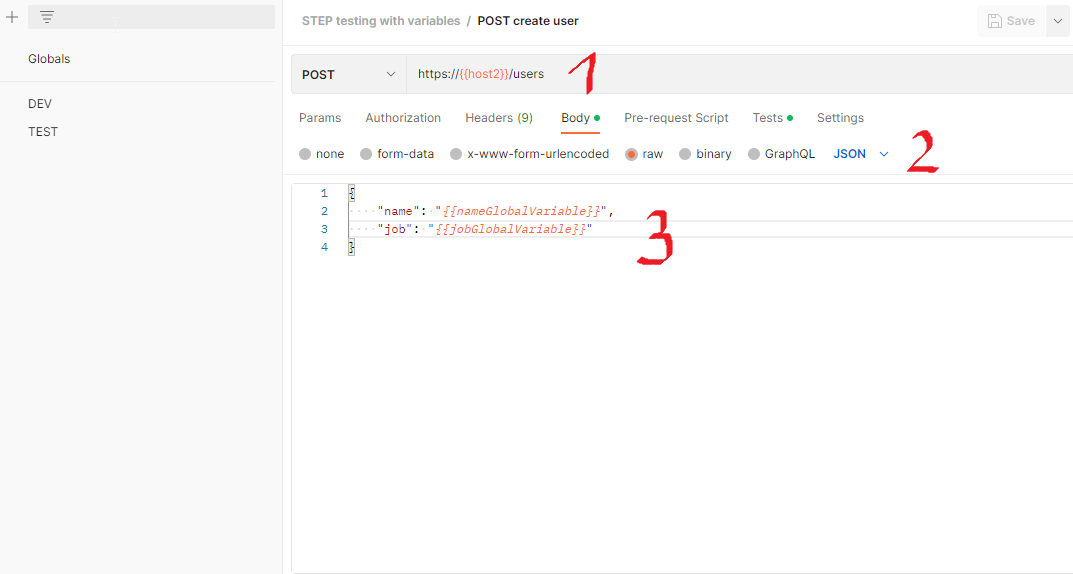 STEP testing with variables / POST create user
Save
Globals
DEV
TEST
POST
https://{{host2}}/users
1
Params Authorization Headers (9) Body Pre-request Script Tests Settings
none form-data x-www-form-urlencoded raw binary GraphQL JSON
2
1 {
2 "name": "{{nameGlobalVariable}}",
3 "job": "{{jobGlobalVariable}}"
4 }
3